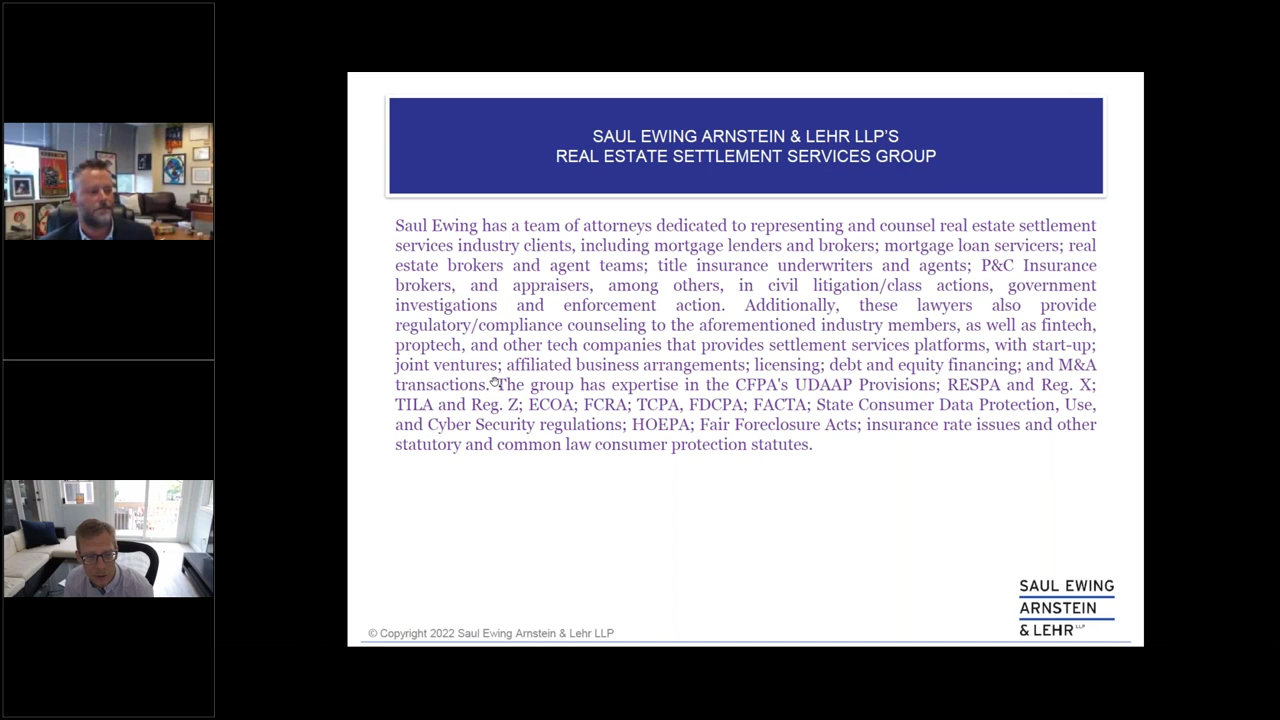 SAUL EWING ARNSTEIN & LEHR LLP'S
REAL ESTATE SETTLEMENT SERVICES GROUP
Saul Ewing has a team of attorneys dedicated to representing and counsel real estate settlement
services industry clients, including mortgage lenders and brokers; mortgage loan servicers; real
estate brokers and agent teams; title insurance underwriters and agents; P&C Insurance
brokers, and appraisers, among others, in civil litigation/class actions, government
investigations and enforcement action. Additionally, these lawyers also provide
regulatory/compliance counseling to the aforementioned industry members, as well as fintech,
proptech, and other tech companies that provides settlement services platforms, with start-up;
joint ventures; affiliated business arrangements; licensing; debt and equity financing; and M&A
transactions. The group has expertise in the CFPA's UDAAP Provisions; RESPA and Reg. X;
TILA and Reg. Z; ECOA; FCRA; TCPA, FDCPA; FACTA; State Consumer Data Protection, Use,
and Cyber Security regulations; HOEPA; Fair Foreclosure Acts; insurance rate issues and other
statutory and common law consumer protection statutes.
SAUL EWING
ARNSTEIN
& LEHR LLP
© Copyright 2022 Saul Ewing Arnstein & Lehr LLP